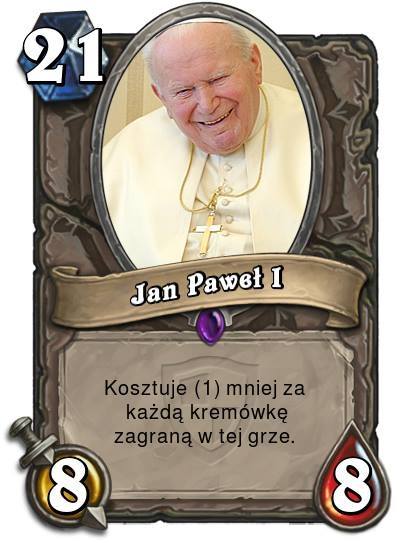 21
Jan Paweł I
Kosztuje (1) mniej za
każdą kremówkę
zagraną w tej grze.
8
8